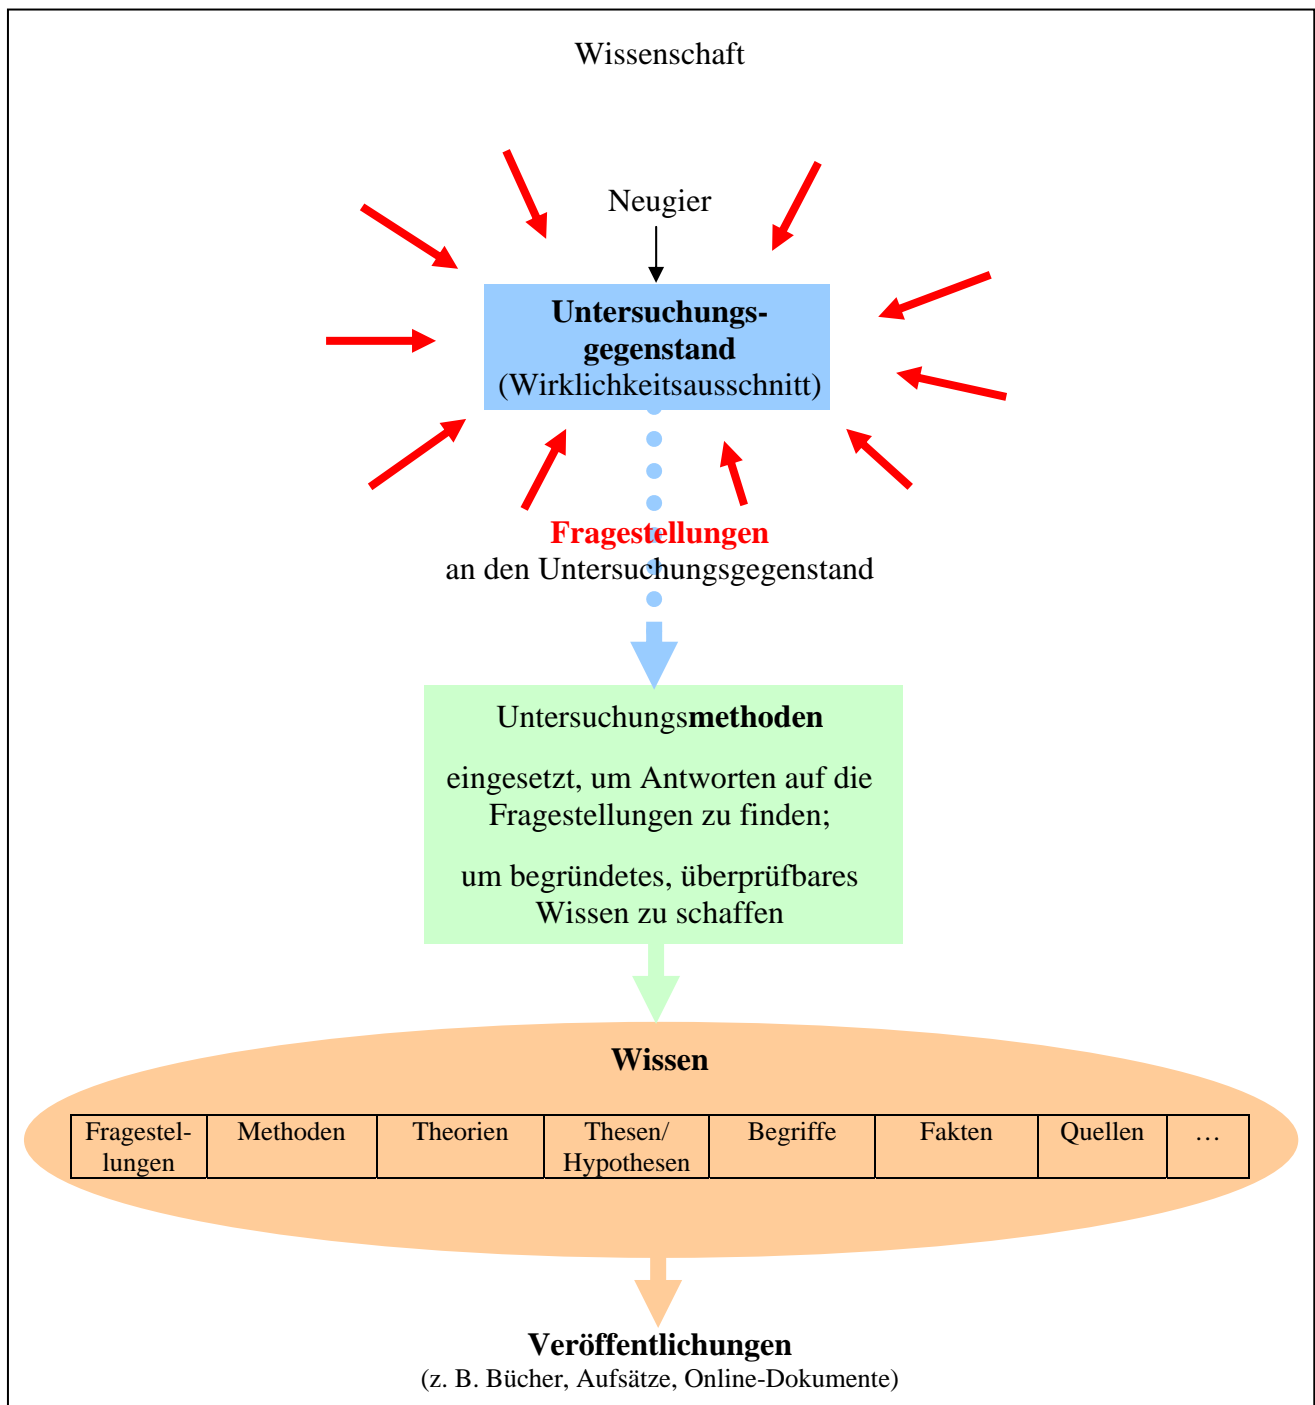 Wissenschaft
Neugier
Untersuchungs-
gegenstand
(Wirklichkeitsausschnitt)
Fragestellungen
an den Untersuchungsgegenstand
Untersuchungsmethoden
eingesetzt, um Antworten auf die
Fragestellungen zu finden;
um begründetes, überprüfbares
Wissen zu schaffen
Wissen
Fragestel-
lungen
Methoden
Theorien
Thesen/
Hypothesen
Begriffe
Fakten
Quellen
…
Veröffentlichungen
(z. B. Bücher, Aufsätze, Online-Dokumente)